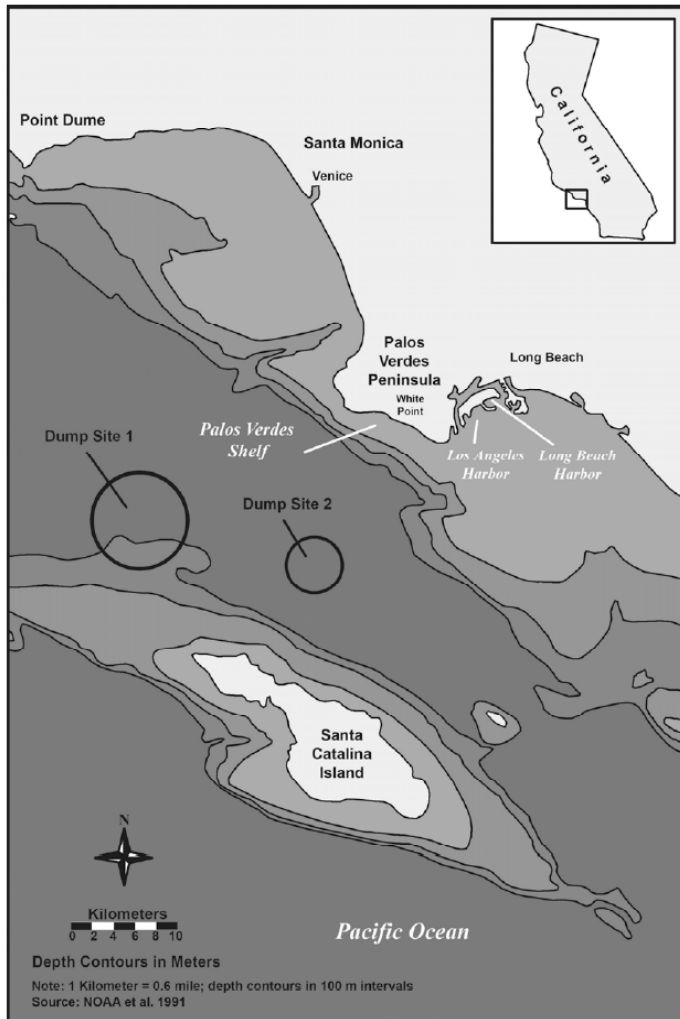 California
Point Dume
Santa Monica
Venice
Palos
Verdes
Peninsula
White
Point
Long Beach
Palos Verdes
Shelf
Los Angeles
Harbor
Long Beach
Harbor
Dump Site 1
Dump Site 2
Santa
Catalina
Island
N
Kilometers
0 2 4 6 8 10
Pacific Ocean
Depth Contours in Meters
Note: 1 Kilometer = 0.6 mile; depth contours in 100 m intervals
Source: NOAA et al. 1991